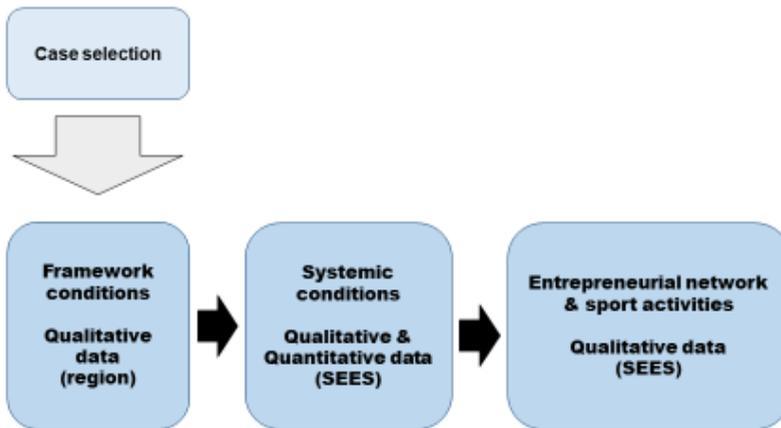 Case selection
Framework
conditions
Qualitative
data
(region)
Systemic
conditions
Qualitative &
Quantitative data
(SEES)
Entrepreneurial network
& sport activities
Qualitative data
(SEES)